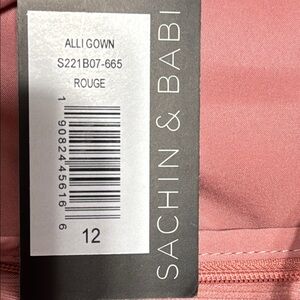 ALLI GOWN
S221B07-665
ROUGE
1 90824 45616 6
12
SACHIN & BABI